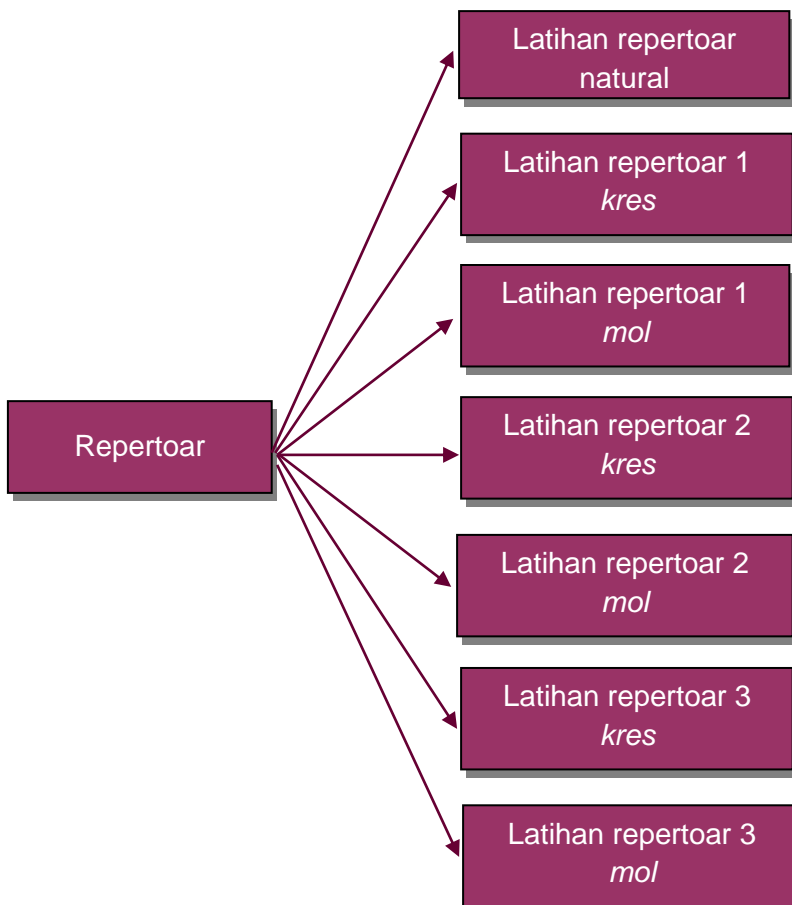 Latihan repertoar
natural
Latihan repertoar 1
kres
Latihan repertoar 1
mol
Repertoar
Latihan repertoar 2
kres
Latihan repertoar 2
mol
Latihan repertoar 3
kres
Latihan repertoar 3
mol